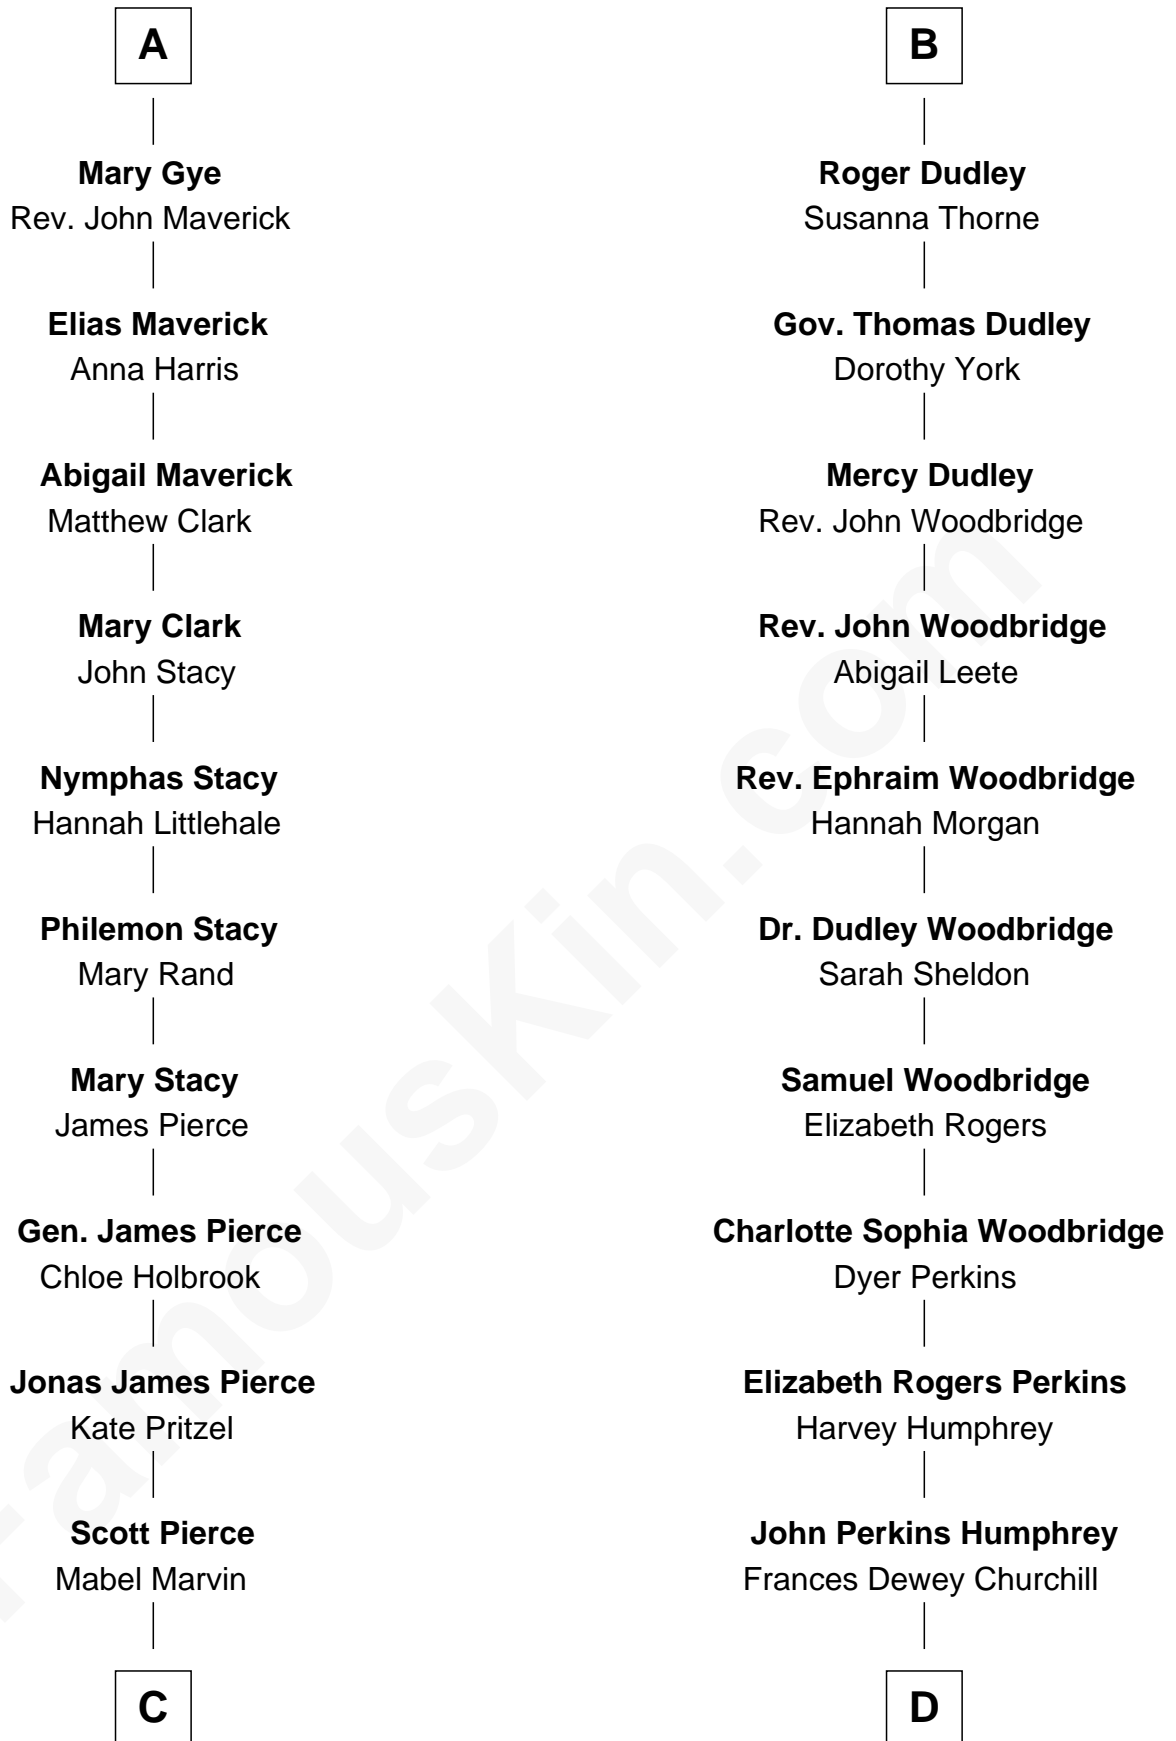 A
Mary Gye
Rev. John Maverick
Elias Maverick
Anna Harris
Abigail Maverick
Matthew Clark
Mary Clark
John Stacy
Nymphas Stacy
Hannah Littlehale
Philemon Stacy
Mary Rand
Mary Stacy
James Pierce
Gen. James Pierce
Chloe Holbrook
Jonas James Pierce
Kate Pritzel
Scott Pierce
Mabel Marvin
C
B
Roger Dudley
Susanna Thorne
Gov. Thomas Dudley
Dorothy York
Mercy Dudley
Rev. John Woodbridge
Rev. John Woodbridge
Abigail Leete
Rev. Ephraim Woodbridge
Hannah Morgan
Dr. Dudley Woodbridge
Sarah Sheldon
Samuel Woodbridge
Elizabeth Rogers
Charlotte Sophia Woodbridge
Dyer Perkins
Elizabeth Rogers Perkins
Harvey Humphrey
John Perkins Humphrey
Frances Dewey Churchill
D
FamousKin.com